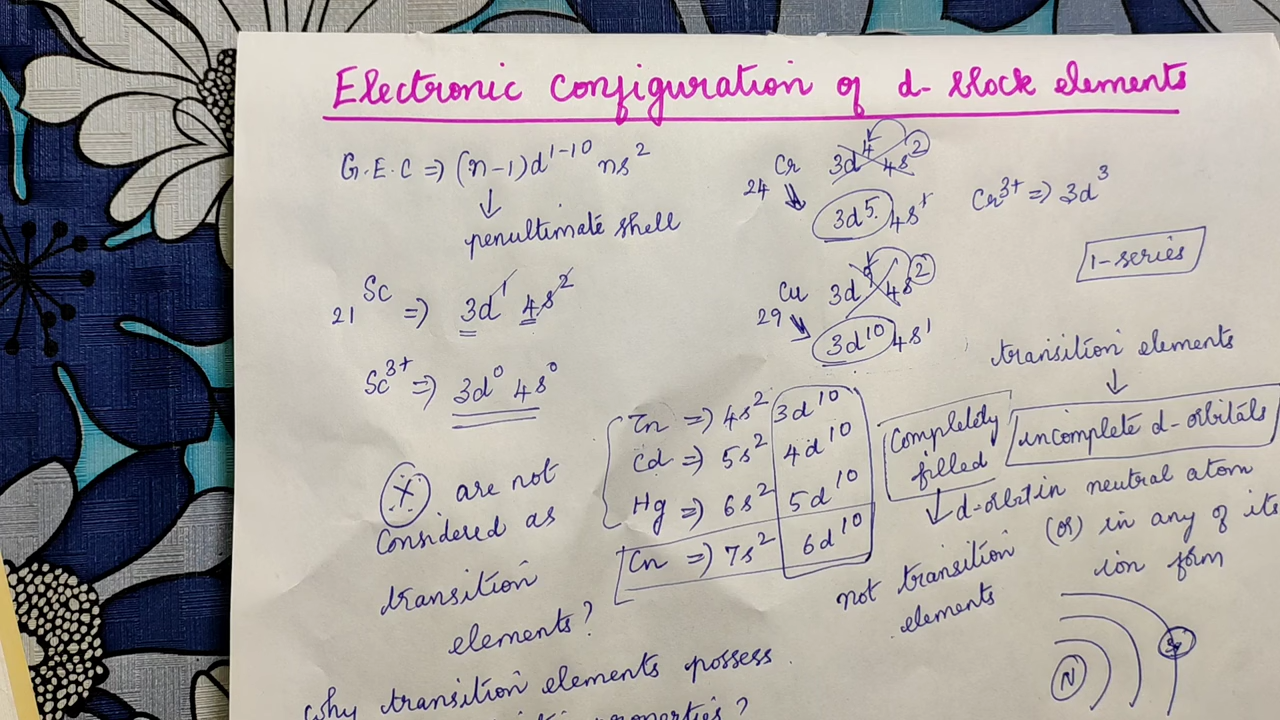 Electronic configuration of d-block elements
G.E.C => (n-1)d¹⁻¹⁰ ns²
↓
penultimate shell
₂₁Sc => 3d¹ 4s²
Sc³⁺ => 3d⁰ 4s⁰
Cr 3d⁴ 4s²
24
3d⁵ 4s¹
Cr³⁺ => 3d³
Cu 3d⁹ 4s²
29
3d¹⁰ 4s¹
1-series
transition elements
↓
incomplete d-orbitals
d-orbt in neutral atom
(or) in any of its
ion form
Zn => 4s² 3d¹⁰
Cd => 5s² 4d¹⁰
Hg => 6s² 5d¹⁰
Cn => 7s² 6d¹⁰
Completely
filled
↓
not transition
elements
X are not
considered as
transition
elements?
Why transition elements possess
properties?
N